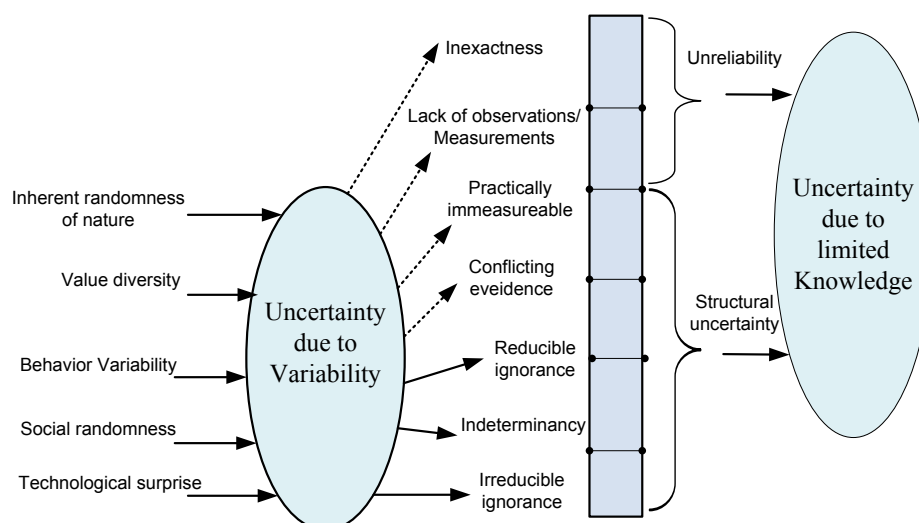 Inexactness
Lack of observations/
Measurements
Practically
immeasureable
Conflicting
eveidence
Reducible
ignorance
Indeterminancy
Irreducible
ignorance
Inherent randomness
of nature
Value diversity
Behavior Variability
Social randomness
Technological surprise
Uncertainty
due to
Variability
Unreliability
Structural
uncertainty
Uncertainty
due to
limited
Knowledge